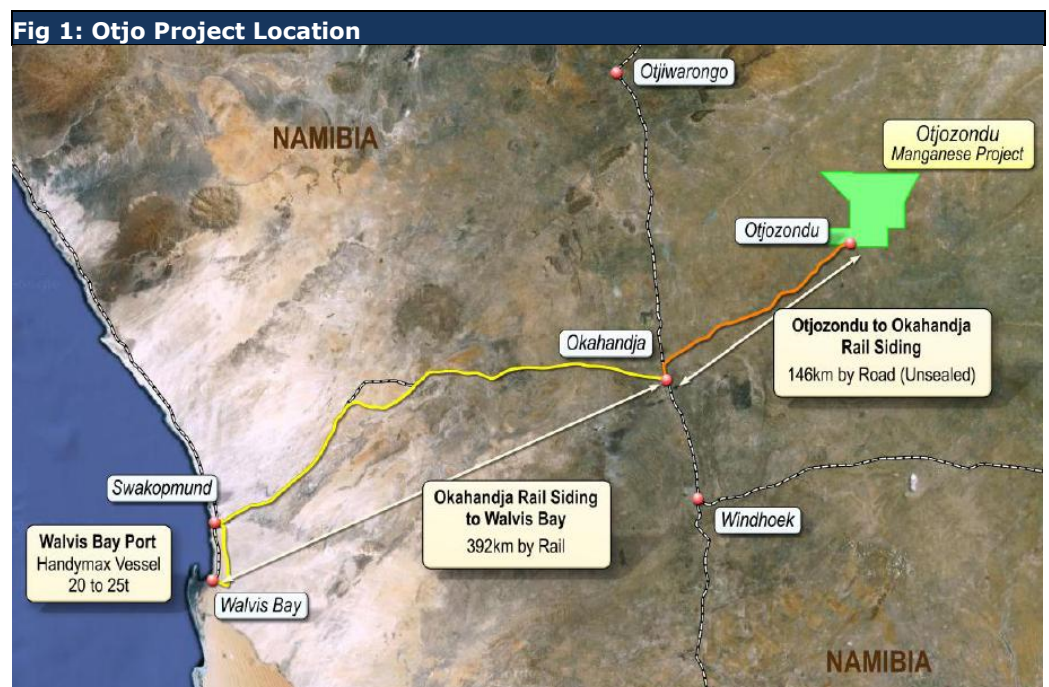 Fig 1: Otjo Project Location
Otjiwarongo
NAMIBIA
Otjozondu
Manganese Project
Otjozondu
Otjozondu to Okahandja
Rail Siding
146km by Road (Unsealed)
Okahandja
Swakopmund
Okahandja Rail Siding
to Walvis Bay
392km by Rail
Windhoek
Walvis Bay Port
Handymax Vessel
20 to 25t
Walvis Bay
NAMIBIA